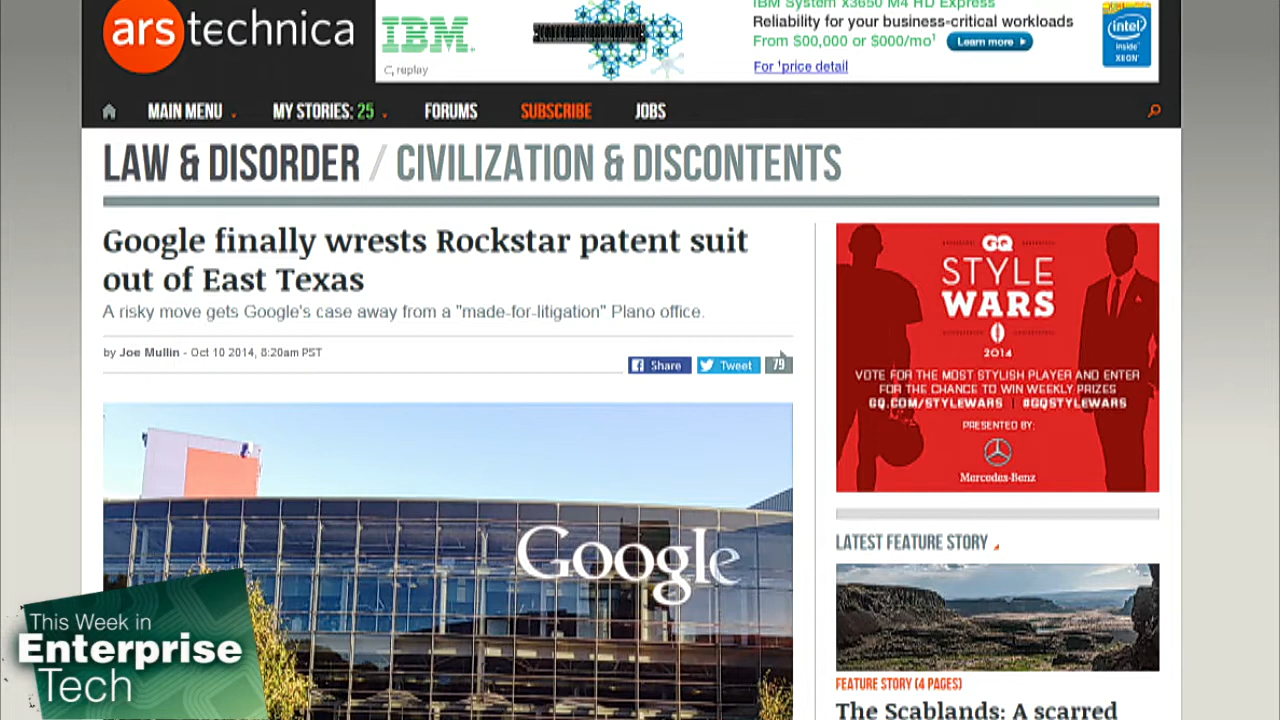 ars technica
IBM System x3650 M4 HD Express
IBM.
Reliability for your business-critical workloads
From $00,000 or $000/mo¹
Learn more
For ¹price detail
replay
intel
inside™
XEON®
MAIN MENU
MY STORIES: 25
FORUMS
SUBSCRIBE
JOBS
LAW & DISORDER / CIVILIZATION & DISCONTENTS
Google finally wrests Rockstar patent suit
out of East Texas
A risky move gets Google's case away from a "made-for-litigation" Plano office.
by Joe Mullin - Oct 10 2014, 8:20am PST
Share
Tweet
79
Google
GQ
STYLE
WARS
2014
VOTE FOR THE MOST STYLISH PLAYER AND ENTER
FOR THE CHANCE TO WIN WEEKLY PRIZES
GQ.COM/STYLEWARS | #GQSTYLEWARS
PRESENTED BY:
Mercedes-Benz
LATEST FEATURE STORY
FEATURE STORY (4 PAGES)
The Scablands: A scarred
This Week in
Enterprise
Tech